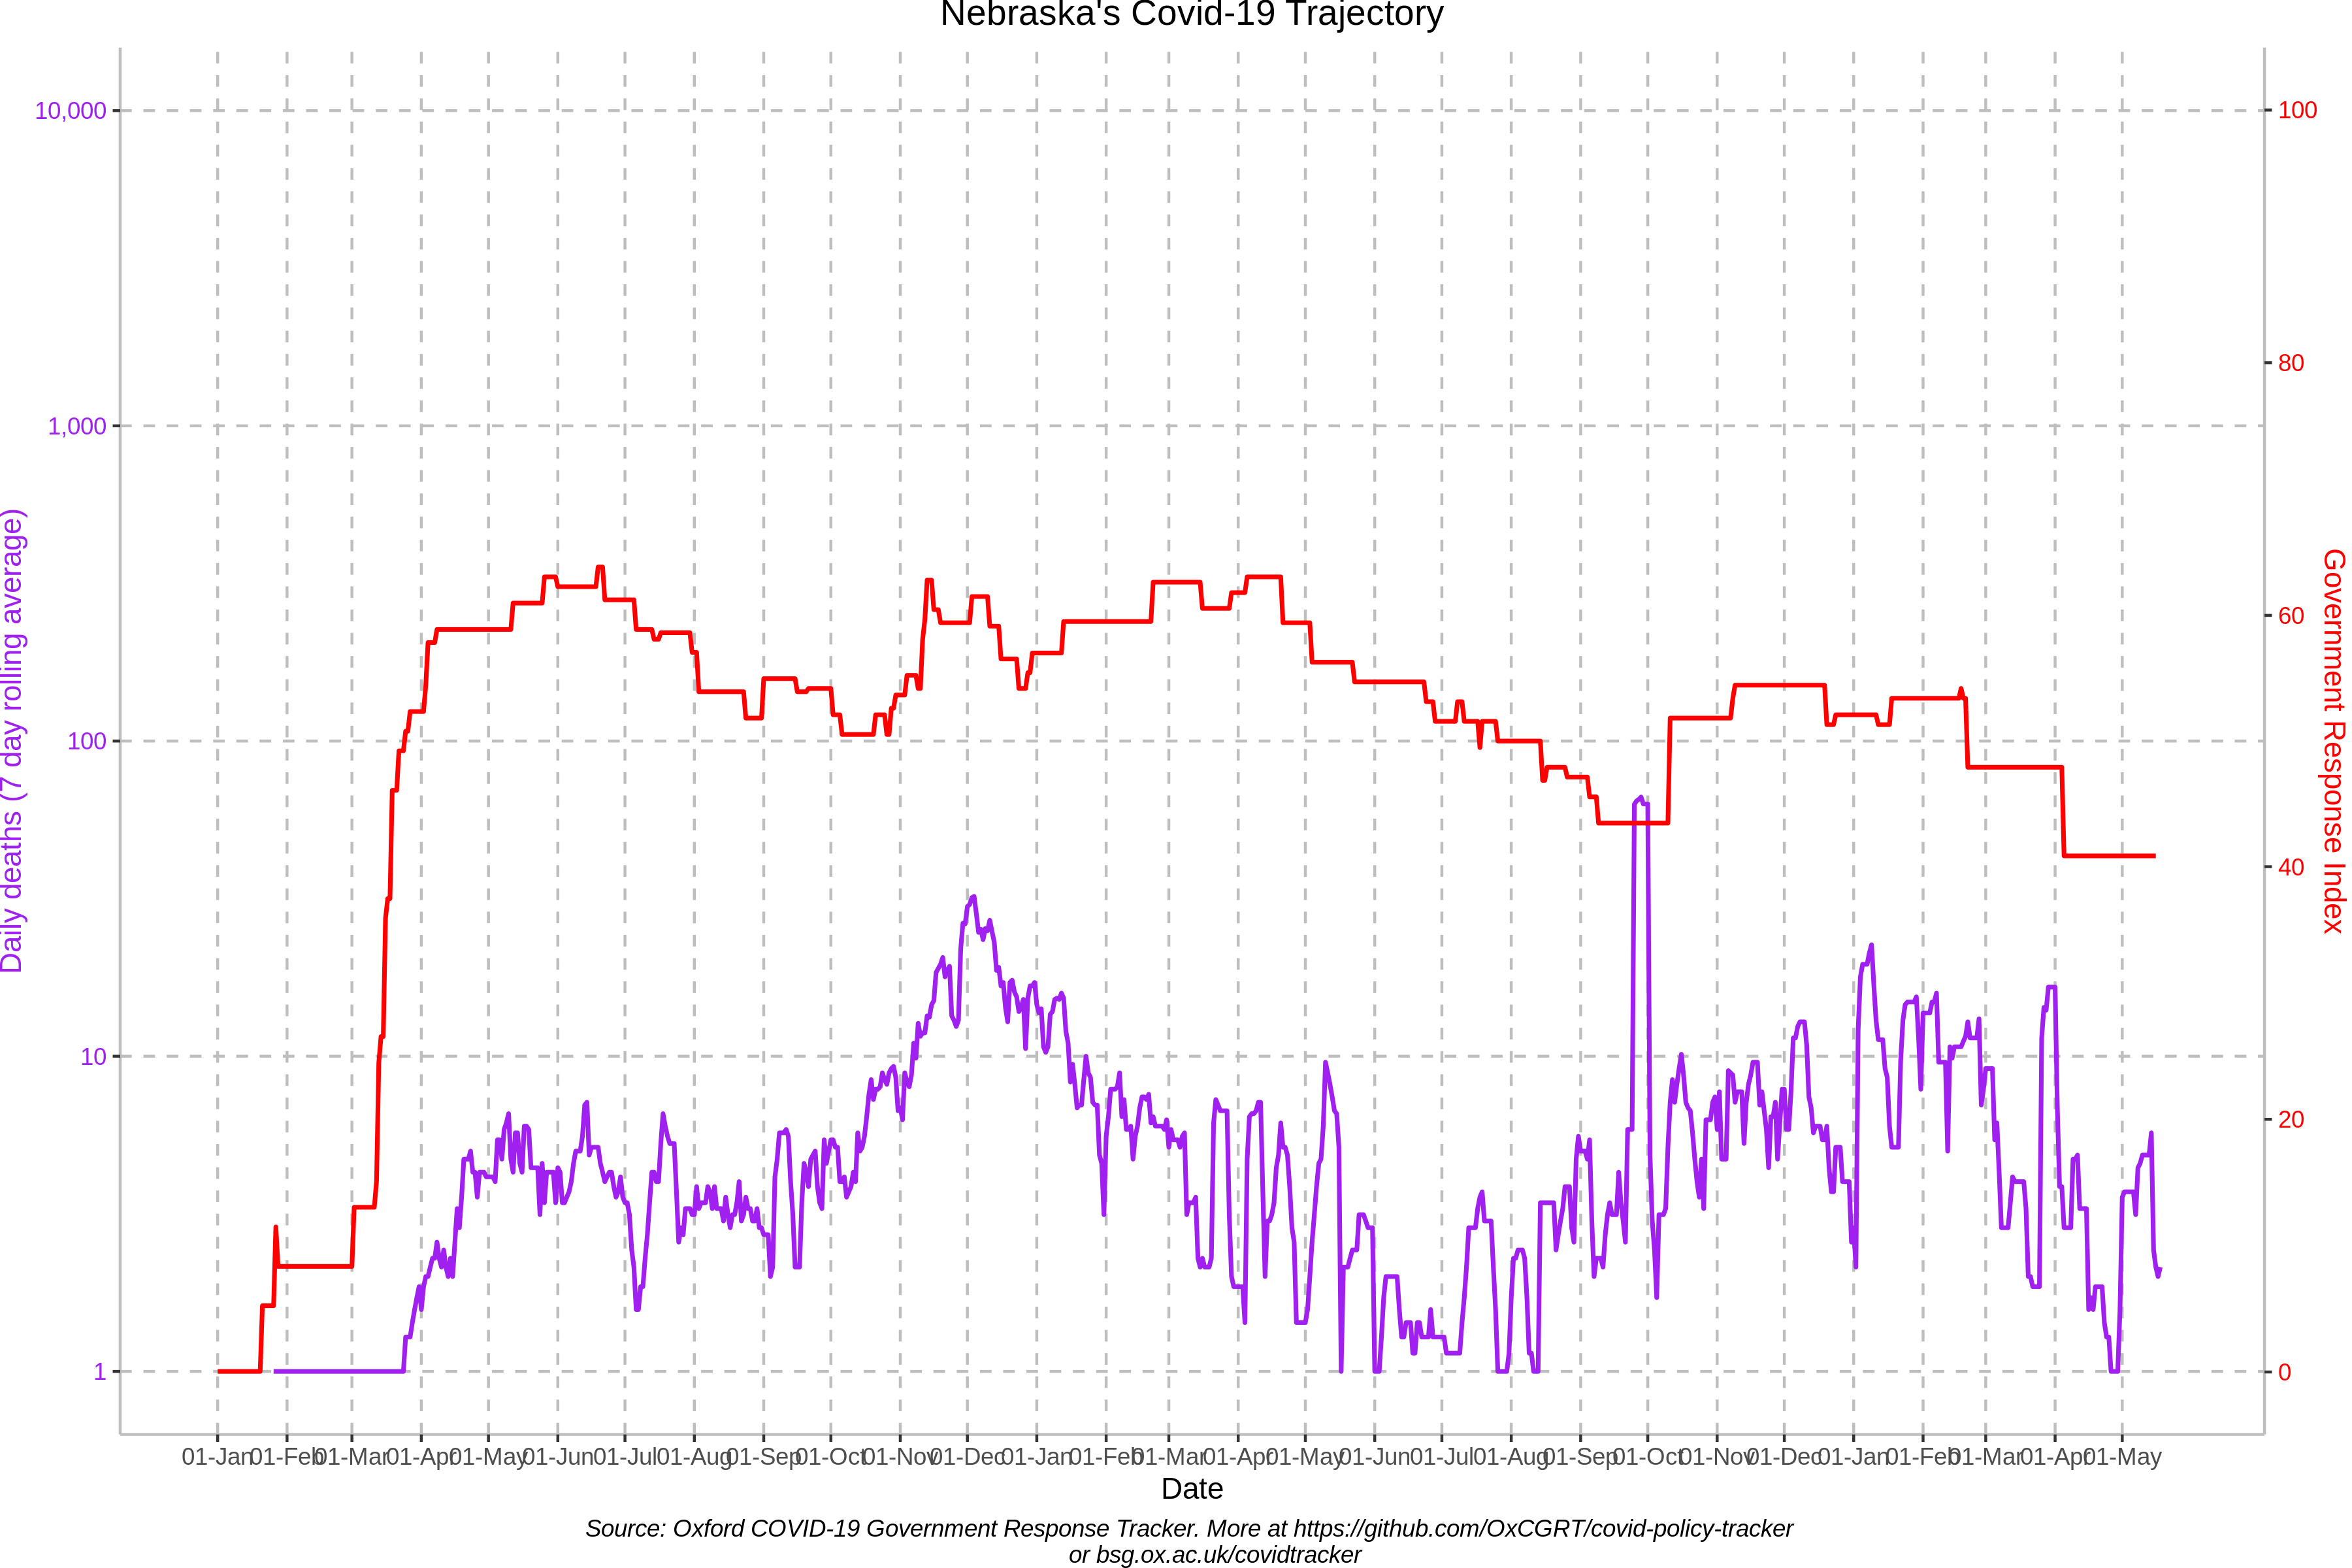 Nebraska's Covid-19 Trajectory
10,000
1,000
100
10
1
Daily deaths (7 day rolling average)
100
80
60
40
20
0
Government Response Index
01-Jan 01-Feb 01-Mar 01-Apr 01-May 01-Jun 01-Jul 01-Aug 01-Sep 01-Oct 01-Nov 01-Dec 01-Jan 01-Feb 01-Mar 01-Apr 01-May 01-Jun 01-Jul 01-Aug 01-Sep 01-Oct 01-Nov 01-Dec 01-Jan 01-Feb 01-Mar 01-Apr 01-May
Date
Source: Oxford COVID-19 Government Response Tracker. More at https://github.com/OxCGRT/covid-policy-tracker
or bsg.ox.ac.uk/covidtracker